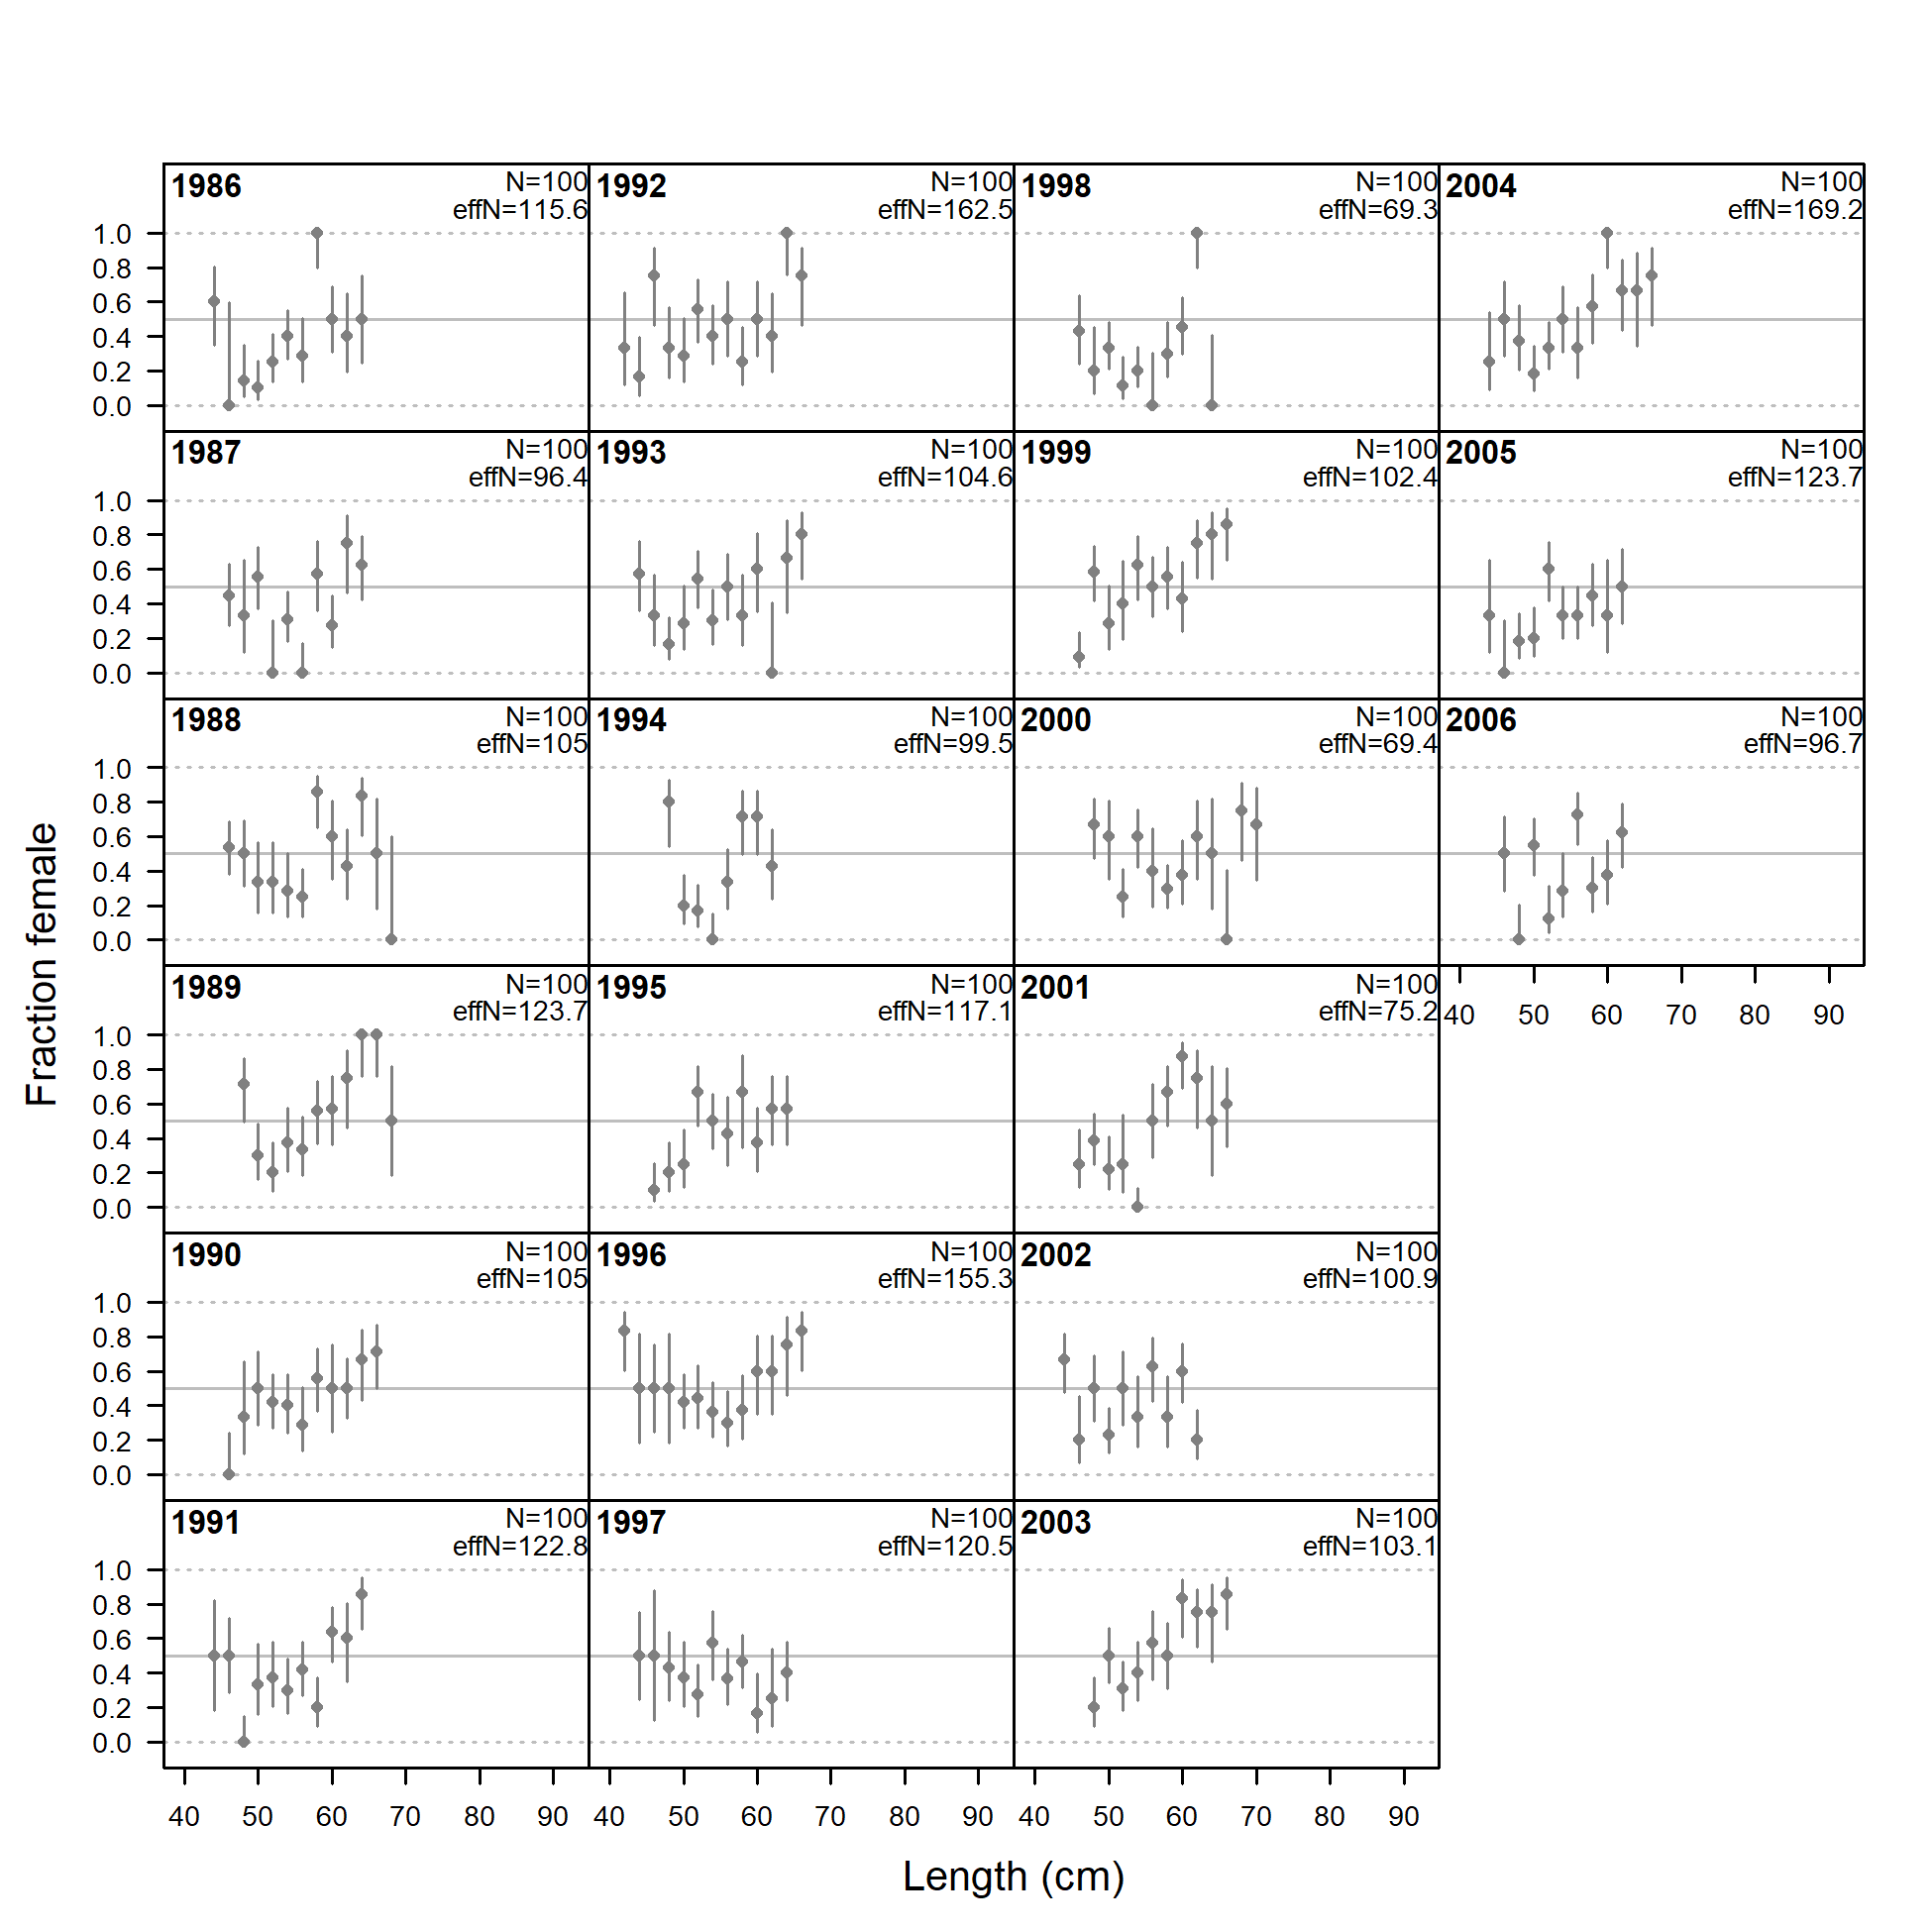 1986 N=100 1992 N=100 1998 N=100 2004 N=100
effN=115.6 effN=162.5 effN=69.3 effN=169.2
1.0
0.8
0.6
0.4
0.2
0.0
1987 N=100 1993 N=100 1999 N=100 2005 N=100
effN=96.4 effN=104.6 effN=102.4 effN=123.7
1.0
0.8
0.6
0.4
0.2
0.0
1988 N=100 1994 N=100 2000 N=100 2006 N=100
effN=105 effN=99.5 effN=69.4 effN=96.7
1.0
0.8
0.6
0.4
0.2
0.0
Fraction female
1989 N=100 1995 N=100 2001 N=100
effN=123.7 effN=117.1 effN=75.2
40 50 60 70 80 90
1.0
0.8
0.6
0.4
0.2
0.0
1990 N=100 1996 N=100 2002 N=100
effN=105 effN=155.3 effN=100.9
1.0
0.8
0.6
0.4
0.2
0.0
1991 N=100 1997 N=100 2003 N=100
effN=122.8 effN=120.5 effN=103.1
1.0
0.8
0.6
0.4
0.2
0.0
40 50 60 70 80 90 40 50 60 70 80 90 40 50 60 70 80 90
Length (cm)